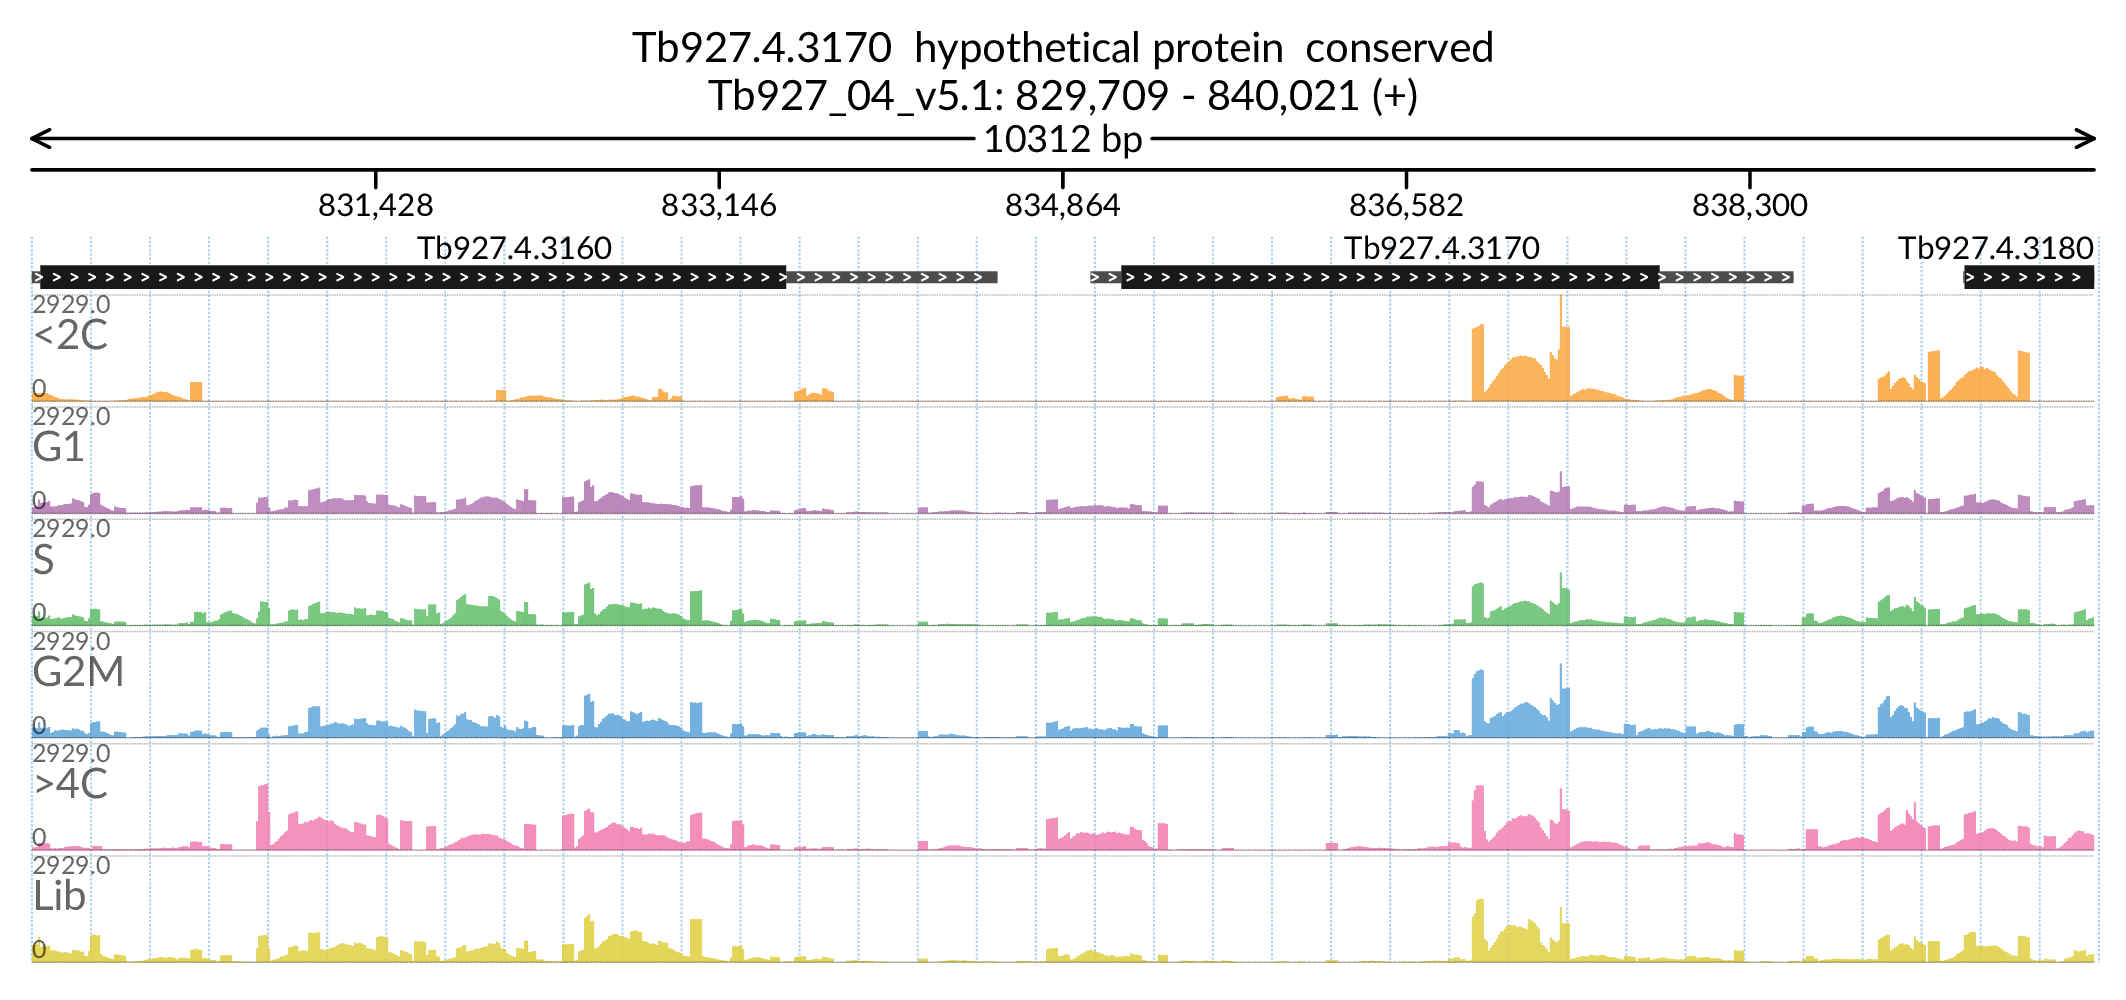 Tb927.4.3170  hypothetical protein  conserved
Tb927_04_v5.1: 829,709 - 840,021 (+)
10312 bp
831,428 833,146 834,864 836,582 838,300
Tb927.4.3160 Tb927.4.3170 Tb927.4.3180
2929.0
<2C
0
2929.0
G1
0
2929.0
S
0
2929.0
G2M
0
2929.0
>4C
0
2929.0
Lib
0